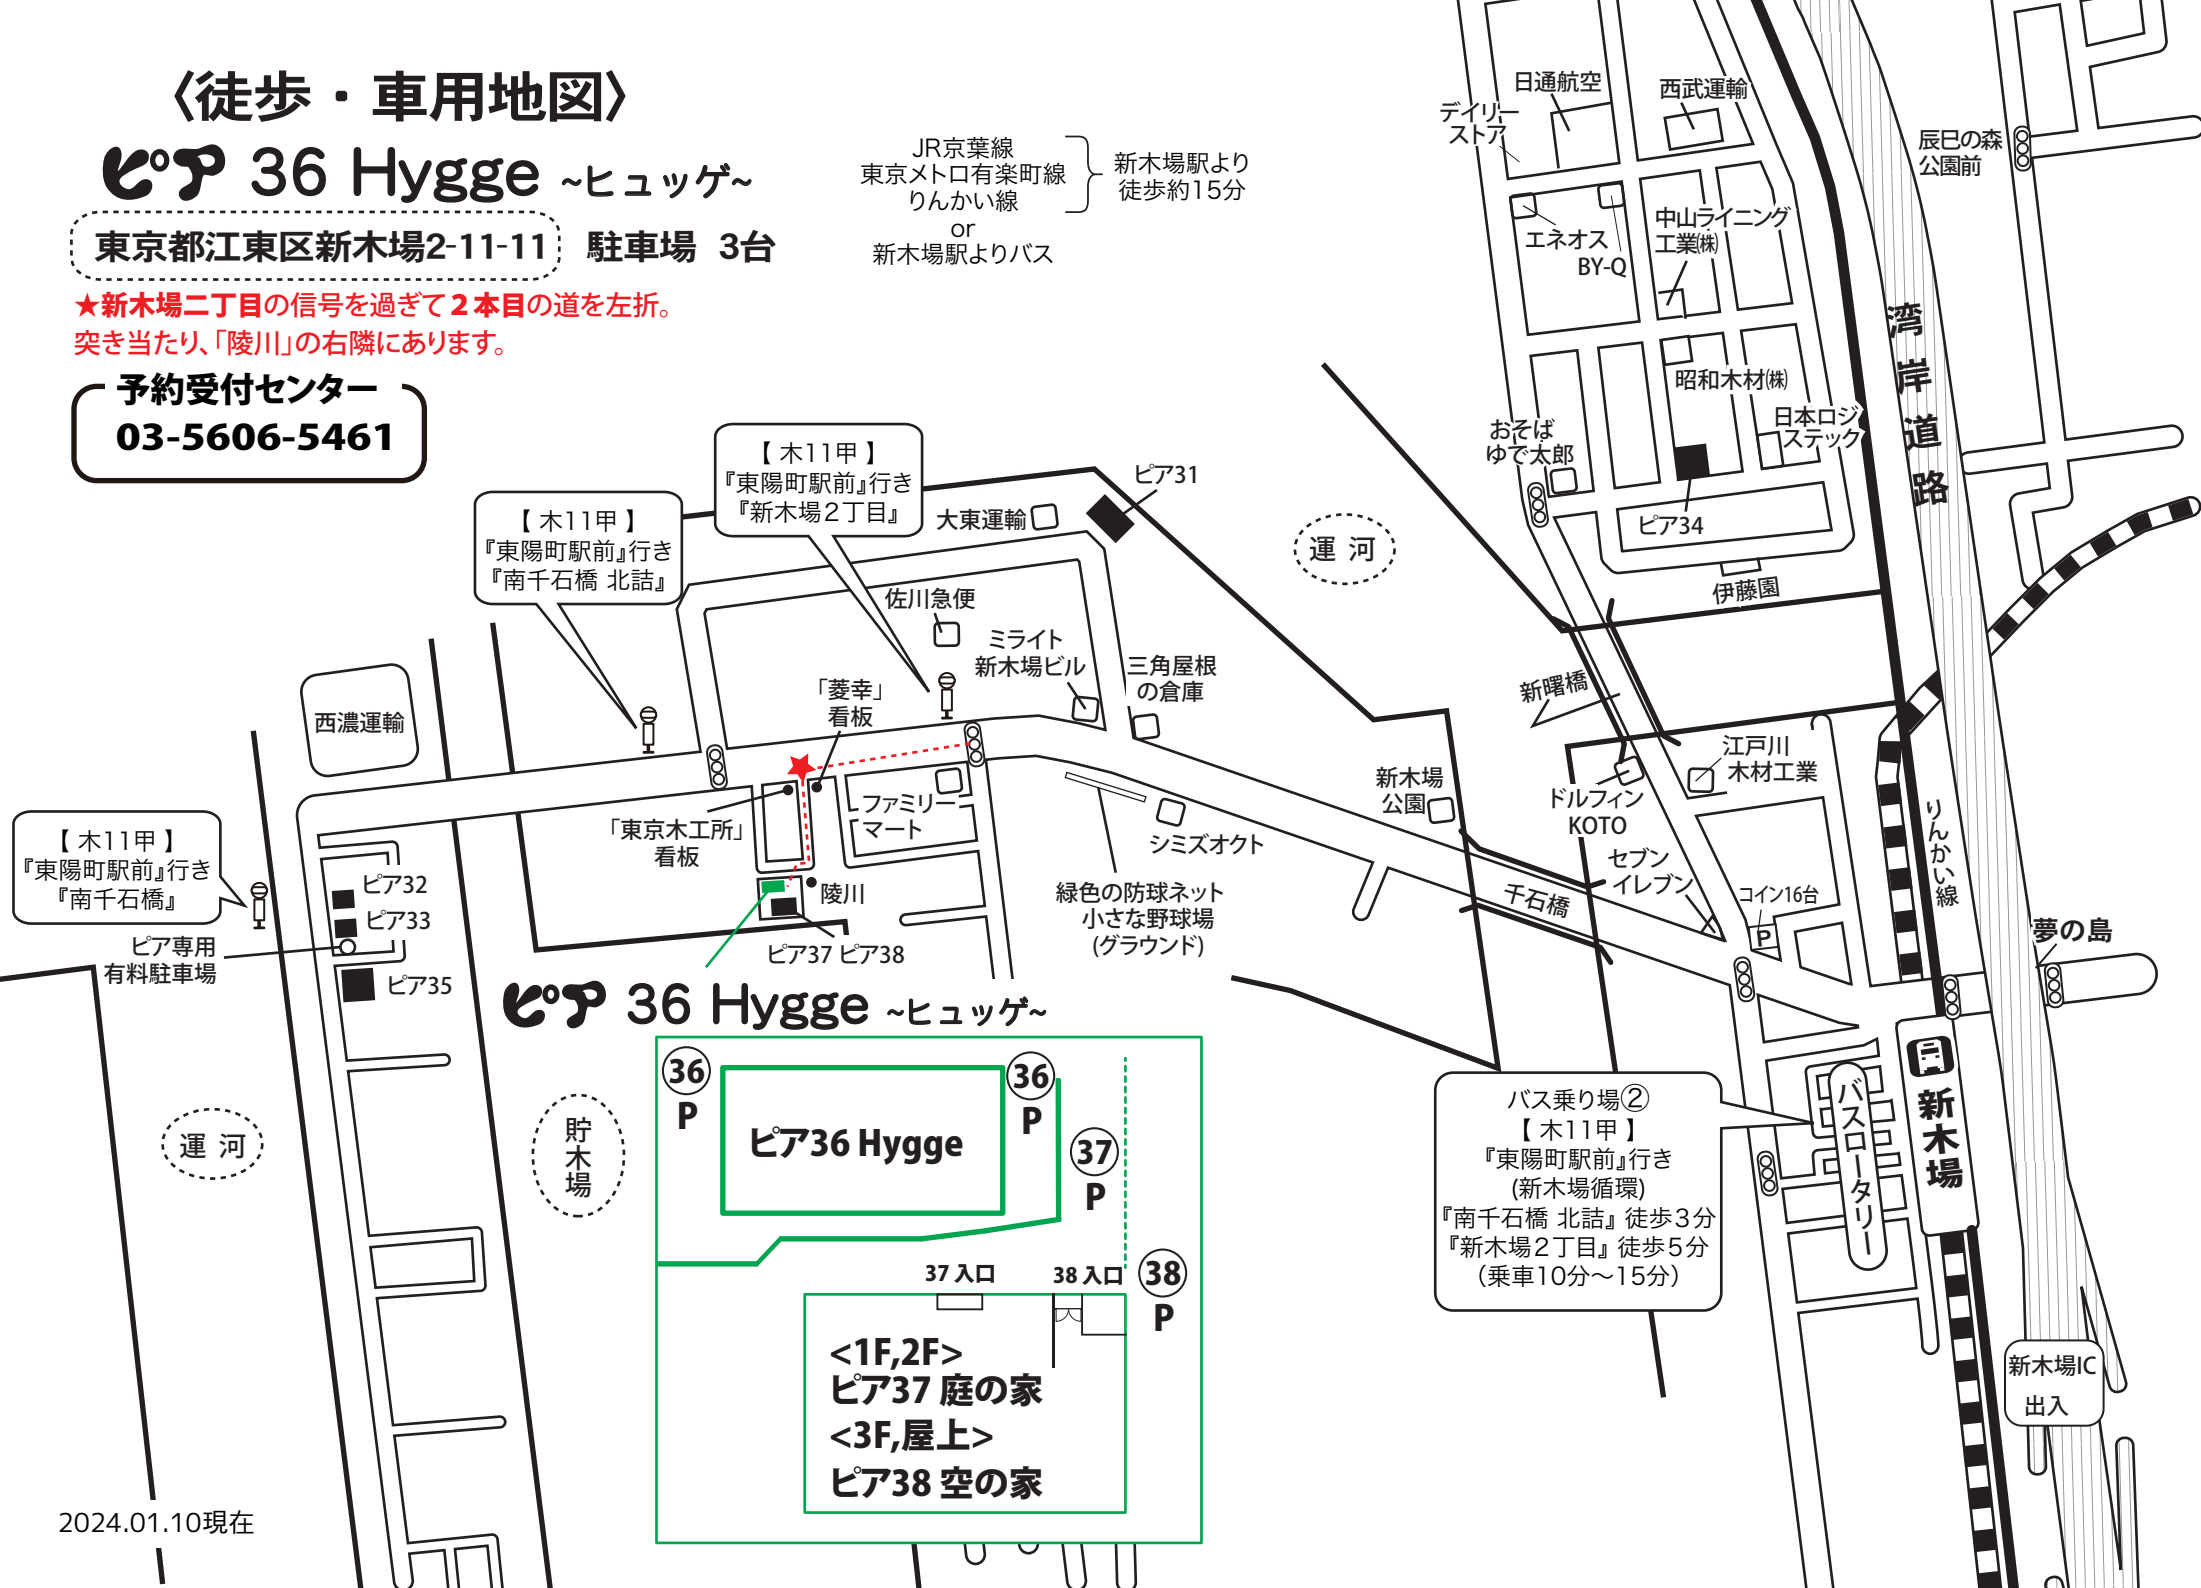 〈徒歩・車用地図〉
ピア 36 Hygge ~ヒュッゲ~
東京都江東区新木場2-11-11 駐車場 3台
★新木場二丁目の信号を過ぎて2本目の道を左折。
突き当たり、「陵川」の右隣にあります。
予約受付センター
03-5606-5461
JR京葉線
東京メトロ有楽町線
りんかい線
新木場駅より
徒歩約15分
or
新木場駅よりバス
日通航空
西武運輸
デイリー
ストア
辰巳の森
公園前
エネオス
BY-Q
中山ライニング
工業㈱
湾岸道路
昭和木材㈱
日本ロジ
ステック
おそば
ゆで太郎
ピア34
伊藤園
【 木11甲 】
『東陽町駅前』行き
『新木場2丁目』
【 木11甲 】
『東陽町駅前』行き
『南千石橋 北詰』
大東運輸
ピア31
運河
佐川急便
ミライト
新木場ビル
三角屋根
の倉庫
「菱幸」
看板
新曙橋
西濃運輸
江戸川
木材工業
新木場
公園
ドルフィン
KOTO
りんかい線
ファミリー
マート
「東京木工所」
看板
シミズオクト
セブン
イレブン
千石橋
コイン16台
P
夢の島
【 木11甲 】
『東陽町駅前』行き
『南千石橋』
ピア32
ピア33
ピア専用
有料駐車場
ピア35
陵川
ピア37 ピア38
緑色の防球ネット
小さな野球場
(グラウンド)
ピア 36 Hygge ~ヒュッゲ~
36
P
36
P
ピア36 Hygge
37
P
37 入口
38 入口
38
P
<1F,2F>
ピア37 庭の家
<3F,屋上>
ピア38 空の家
運河
貯木場
バス乗り場②
【 木11甲 】
『東陽町駅前』行き
(新木場循環)
『南千石橋 北詰』 徒歩3分
『新木場2丁目』 徒歩5分
(乗車10分〜15分)
バスロータリー
新木場
新木場IC
出入
2024.01.10現在